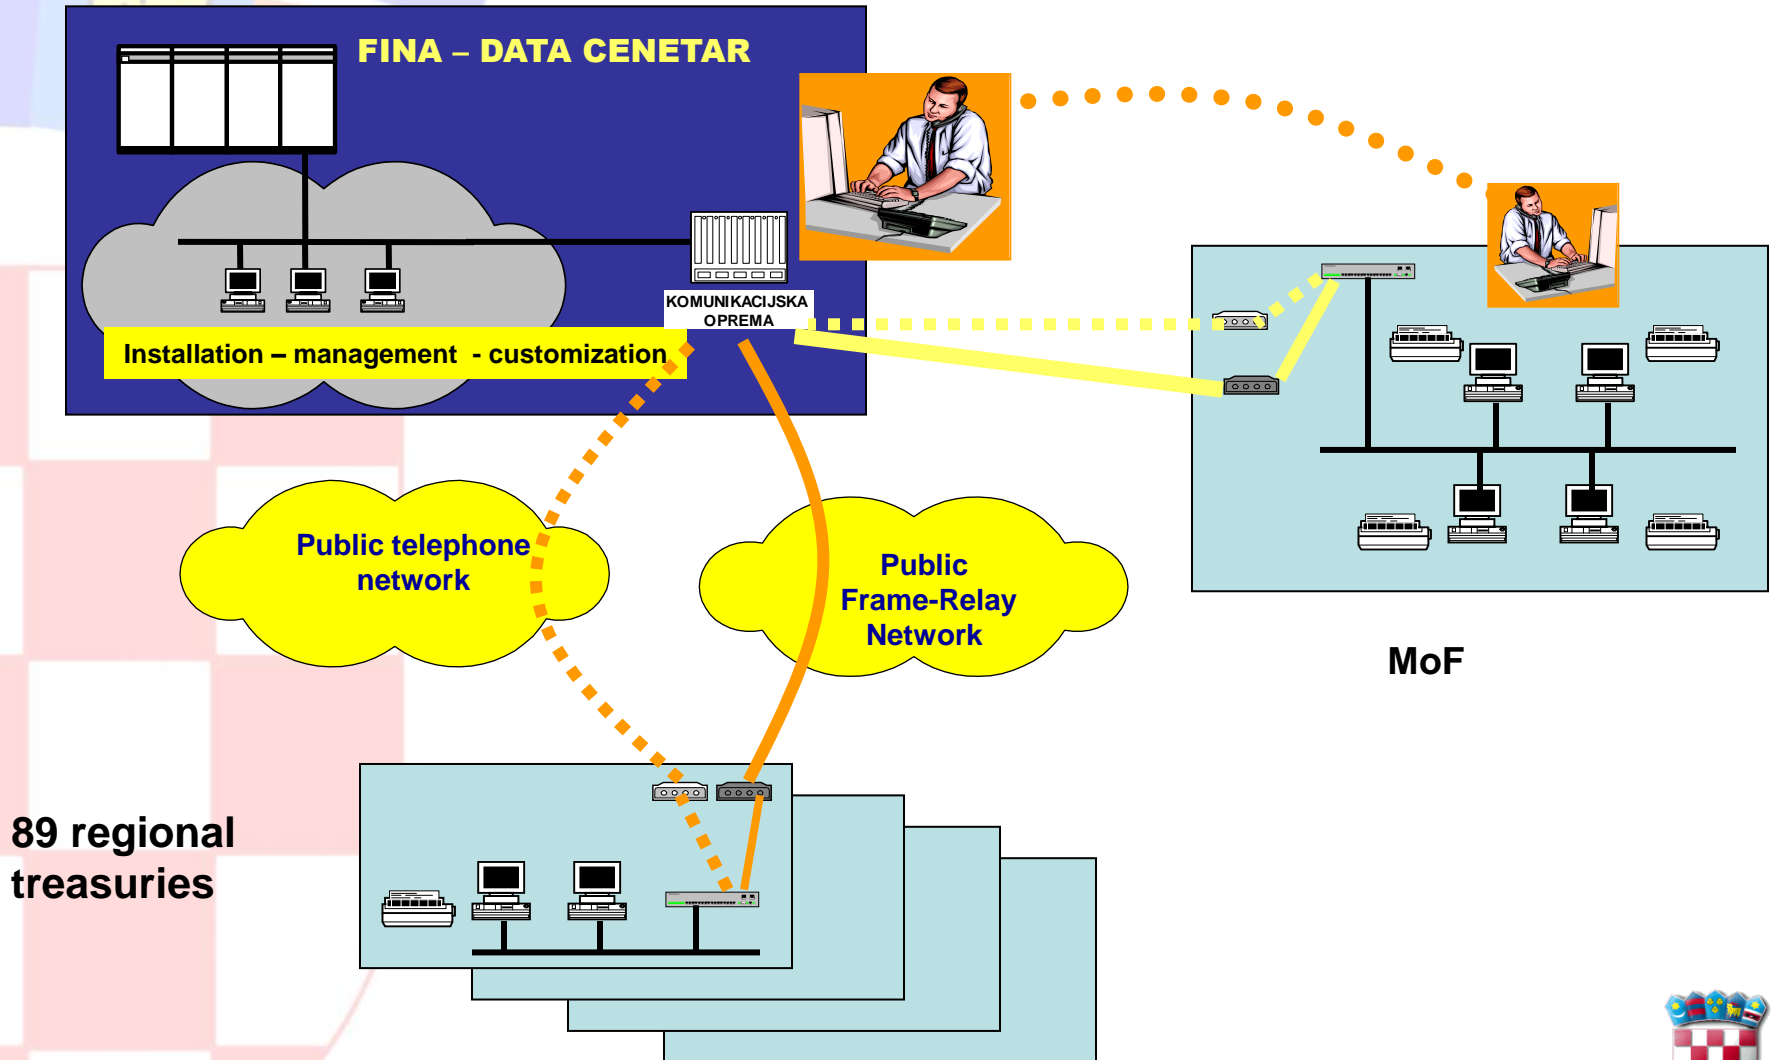 FINA – DATA CENETAR
KOMUNIKACIJSKA
OPREMA
Installation – management - customization
Public telephone
network
Public
Frame-Relay
Network
MoF
89 regional
treasuries